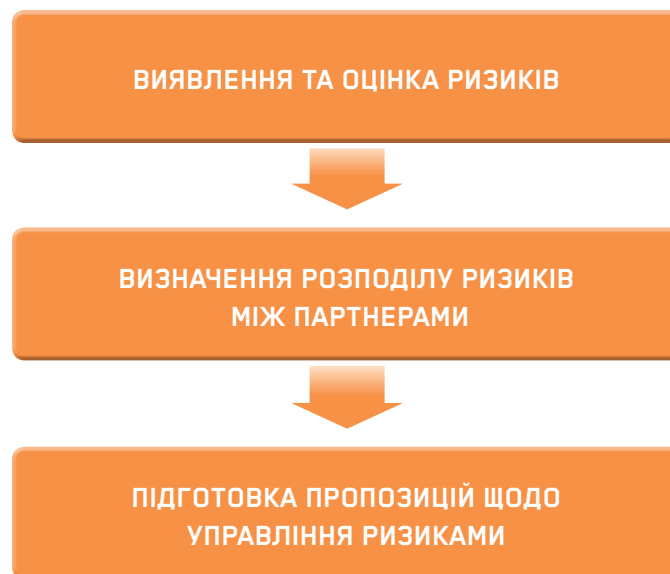 ВИЯВЛЕННЯ ТА ОЦІНКА РИЗИКІВ
ВИЗНАЧЕННЯ РОЗПОДІЛУ РИЗИКІВ
МІЖ ПАРТНЕРАМИ
ПІДГОТОВКА ПРОПОЗИЦІЙ ЩОДО
УПРАВЛІННЯ РИЗИКАМИ